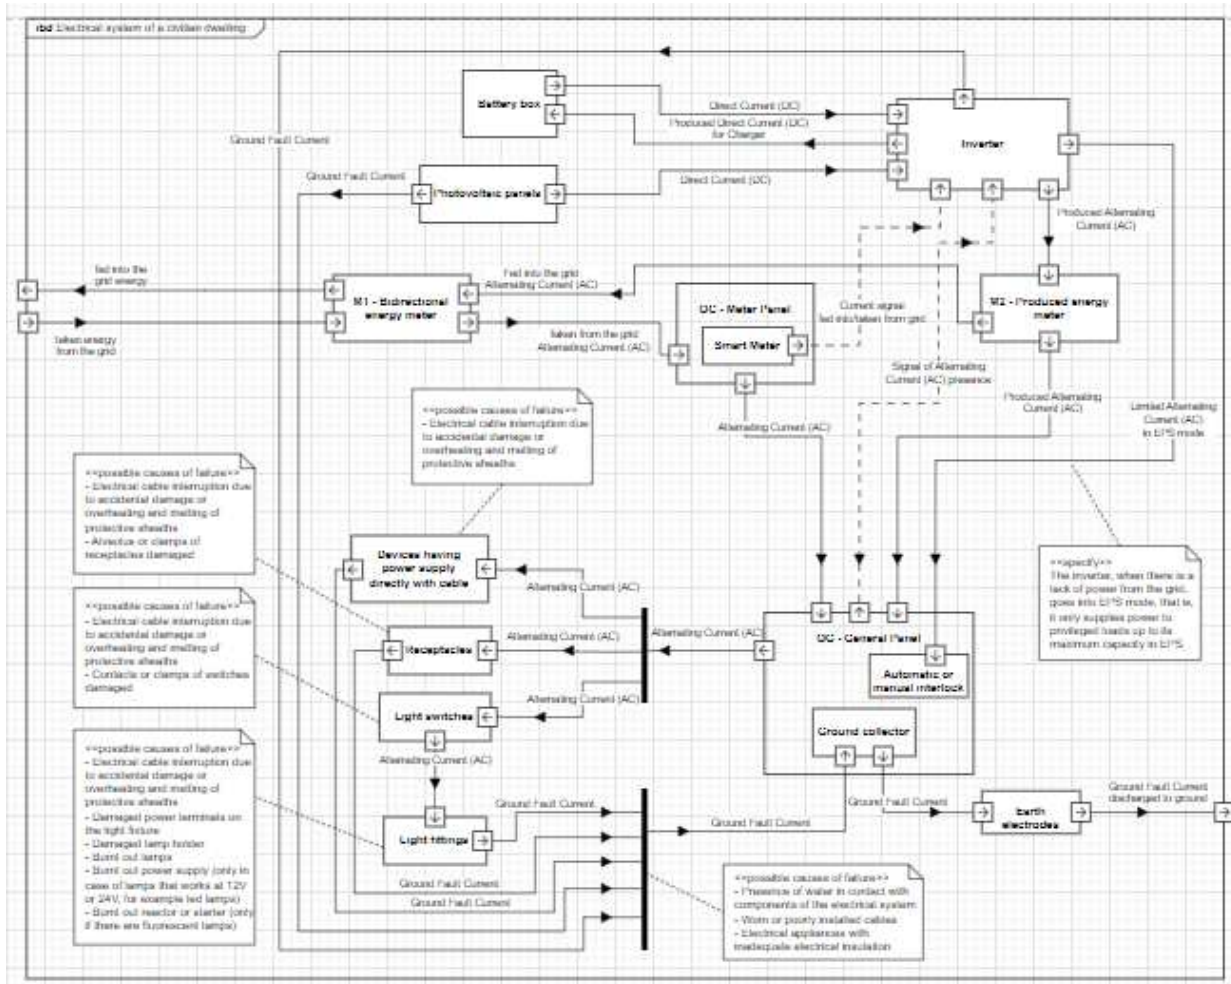 ibd Electrical system of a civilian dwelling
Battery box
Direct Current (DC)
Produced Direct Current (DC)
for Charger
Inverter
Ground Fault Current
Ground Fault Current
Photovoltaic panels
Direct Current (DC)
Produced Alternating
Current (AC)
fed into the
grid energy
M1 - Bidirectional
energy meter
Fed into the grid
Alternating Current (AC)
QC - Meter Panel
Smart Meter
Current signal
fed into/taken from grid
M2 - Produced energy
meter
taken energy
from the grid
taken from the grid
Alternating Current (AC)
Signal of Alternating
Current (AC) presence
Produced Alternating
Current (AC)
Limited Alternating
Current (AC)
in EPS mode
Alternating Current (AC)
<<possible causes of failure>>
- Electrical cable interruption due
to accidental damage or
overheating and melting of
protective sheaths
<<possible causes of failure>>
- Electrical cable interruption due
to accidental damage or
overheating and melting of
protective sheaths
- Alveolus or clamps of
receptacles damaged
Devices having
power supply
directly with cable
Alternating Current (AC)
<<specify>>
The inverter, when there is a
lack of power from the grid,
goes into EPS mode, that is,
it only supplies power to
privileged loads up to its
maximum capacity in EPS
<<possible causes of failure>>
- Electrical cable interruption due
to accidental damage or
overheating and melting of
protective sheaths
- Contacts or clamps of switches
damaged
Receptacles
Alternating Current (AC)
Alternating Current (AC)
QG - General Panel
Automatic or
manual interlock
Alternating Current (AC)
Light switches
Ground collector
Alternating Current (AC)
<<possible causes of failure>>
- Electrical cable interruption due
to accidental damage or
overheating and melting of
protective sheaths
- Damaged power terminals on
the light fixture
- Damaged lamp holder
- Burnt out lamps
- Burnt out power supply (only in
case of lamps that works at 12V
or 24V, for example led lamps)
- Burnt out reactor or starter (only
if there are fluorescent lamps)
Light fittings
Ground Fault Current
Ground Fault Current
Ground Fault Current
Earth
electrodes
Ground Fault Current
discharged to ground
Ground Fault Current
Ground Fault Current
<<possible causes of failure>>
- Presence of water in contact with
components of the electrical system
- Worn or poorly installed cables
- Electrical appliances with
inadequate electrical insulation